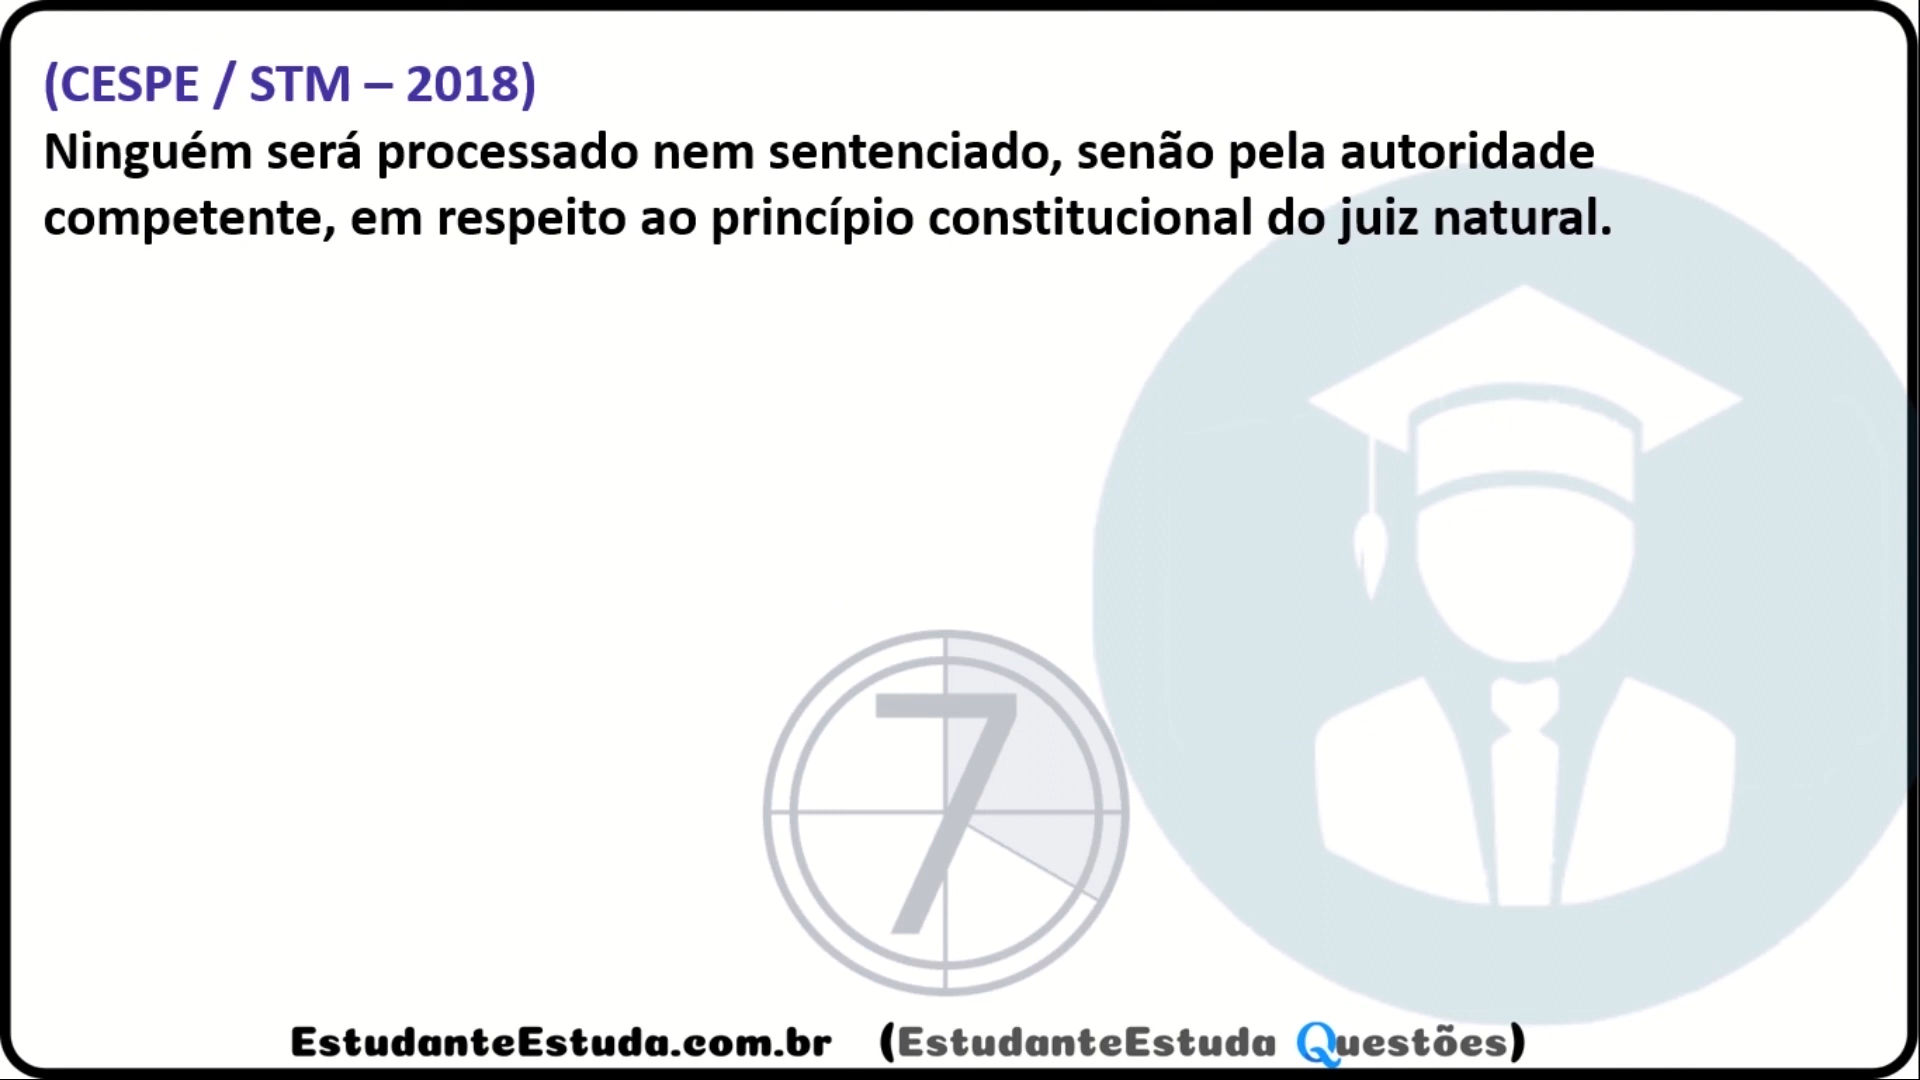 (CESPE / STM – 2018)
Ninguém será processado nem sentenciado, senão pela autoridade
competente, em respeito ao princípio constitucional do juiz natural.
7
EstudanteEstuda.com.br (EstudanteEstuda Questões)